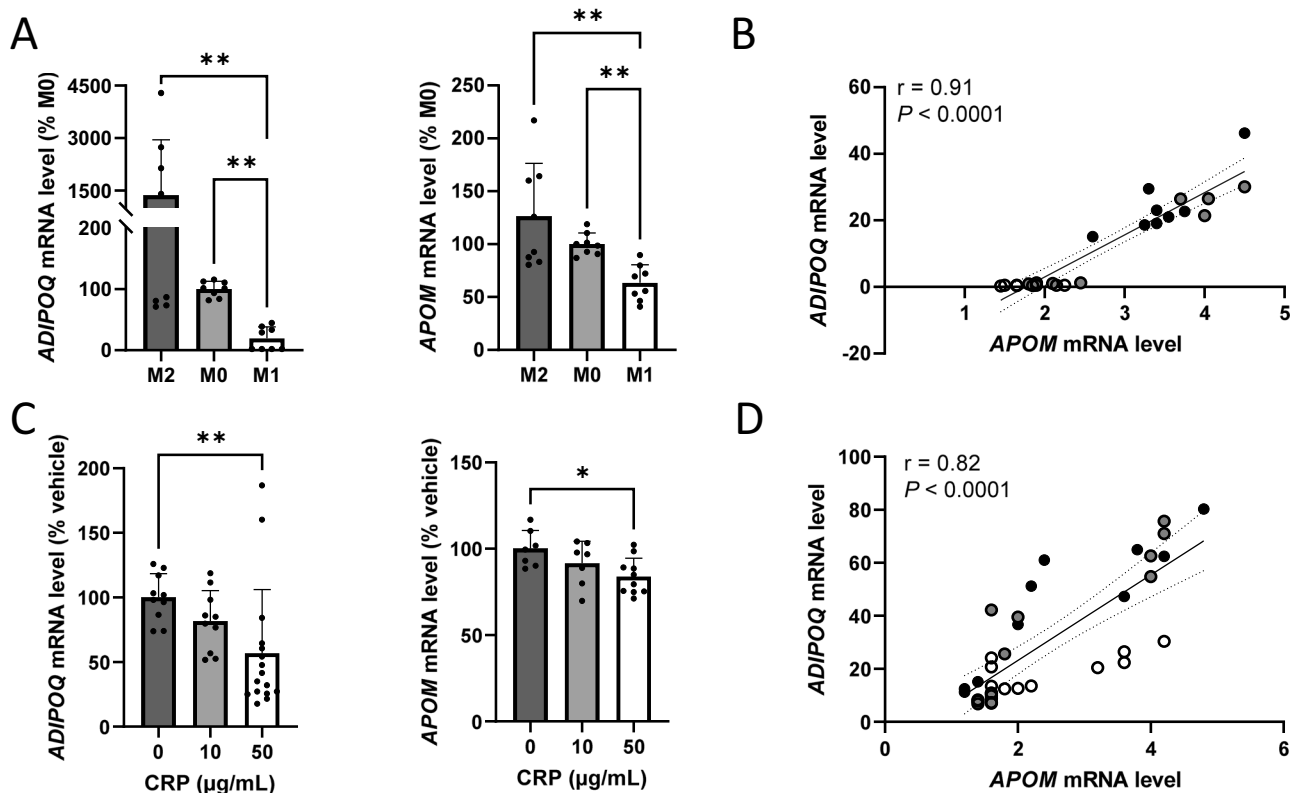 A
ADIPOQ mRNA level (% M0)
4500
3000
1500
200
100
0
**
**
M2 M0 M1
APOM mRNA level (% M0)
250
200
150
100
50
0
**
**
M2 M0 M1
B
r = 0.91
P < 0.0001
ADIPOQ mRNA level
60
40
20
0
-20
1 2 3 4 5
APOM mRNA level
C
ADIPOQ mRNA level (% vehicle)
200
150
100
50
0
**
0 10 50
CRP (µg/mL)
APOM mRNA level (% vehicle)
150
100
50
0
*
0 10 50
CRP (µg/mL)
D
r = 0.82
P < 0.0001
ADIPOQ mRNA level
100
80
60
40
20
0
0 2 4 6
APOM mRNA level